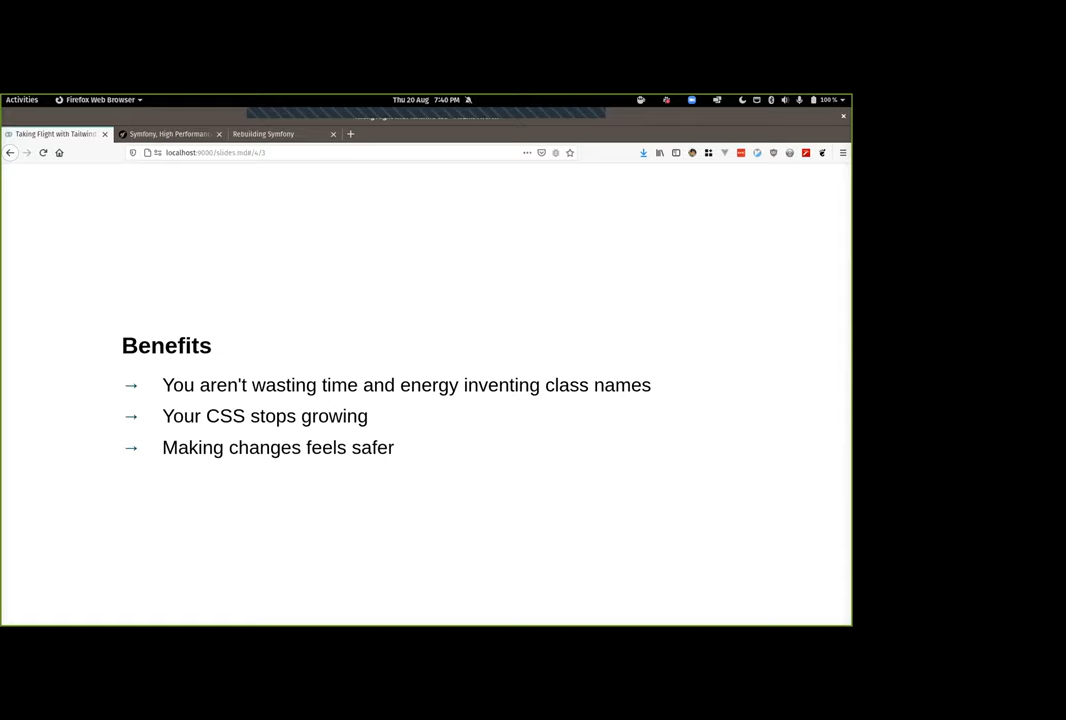 Activities Firefox Web Browser Thu 20 Aug 7:40 PM 100 %
Taking Flight with Tailwind Symfony, High Performan Rebuilding Symfony
localhost:9000/slides.md#/4/3
Benefits
→ You aren't wasting time and energy inventing class names
→ Your CSS stops growing
→ Making changes feels safer